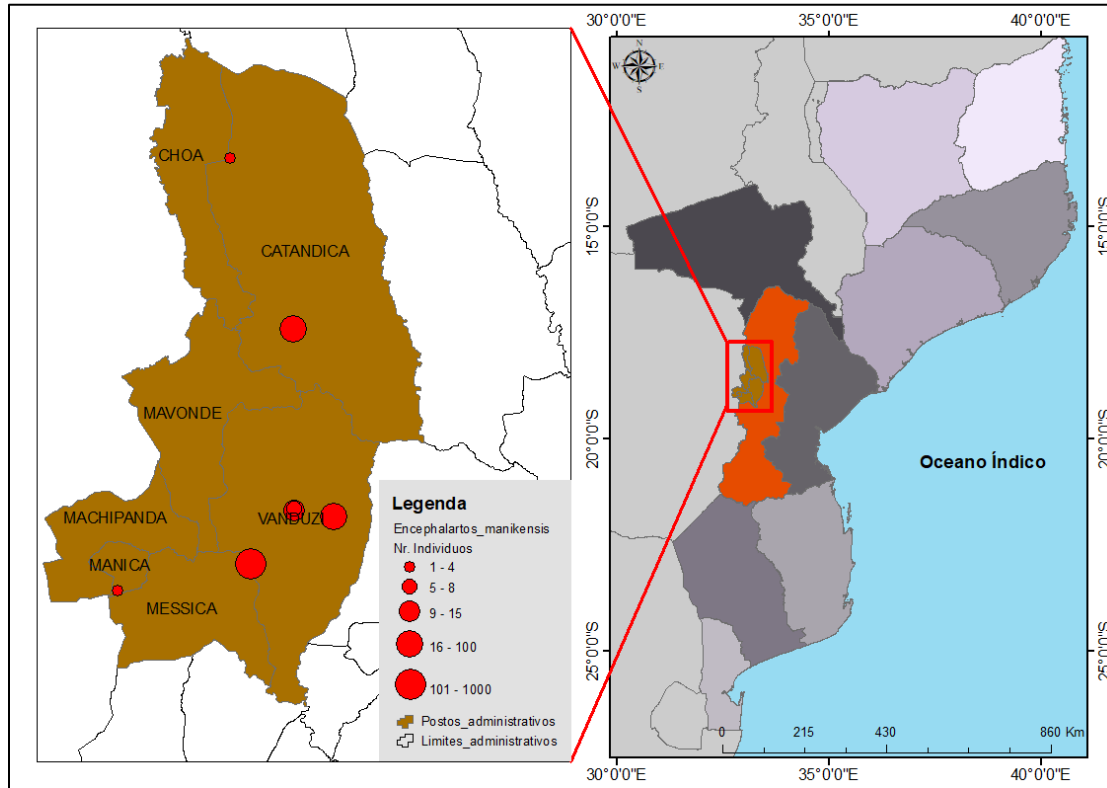 CHOA
CATANDICA
MAVONDE
MACHIPANDA
VANDUZI
MANICA
MESSICA
Legenda
Encephalartos_manikensis
Nr. Individuos
1 - 4
5 - 8
9 - 15
16 - 100
101 - 1000
Postos_administrativos
Limites_administrativos
30°0'0"E 35°0'0"E 40°0'0"E
N
W E
S
15°0'0"S
15°0'0"S
20°0'0"S
20°0'0"S
Oceano Índico
25°0'0"S
25°0'0"S
0 215 430 860 Km
30°0'0"E 35°0'0"E 40°0'0"E